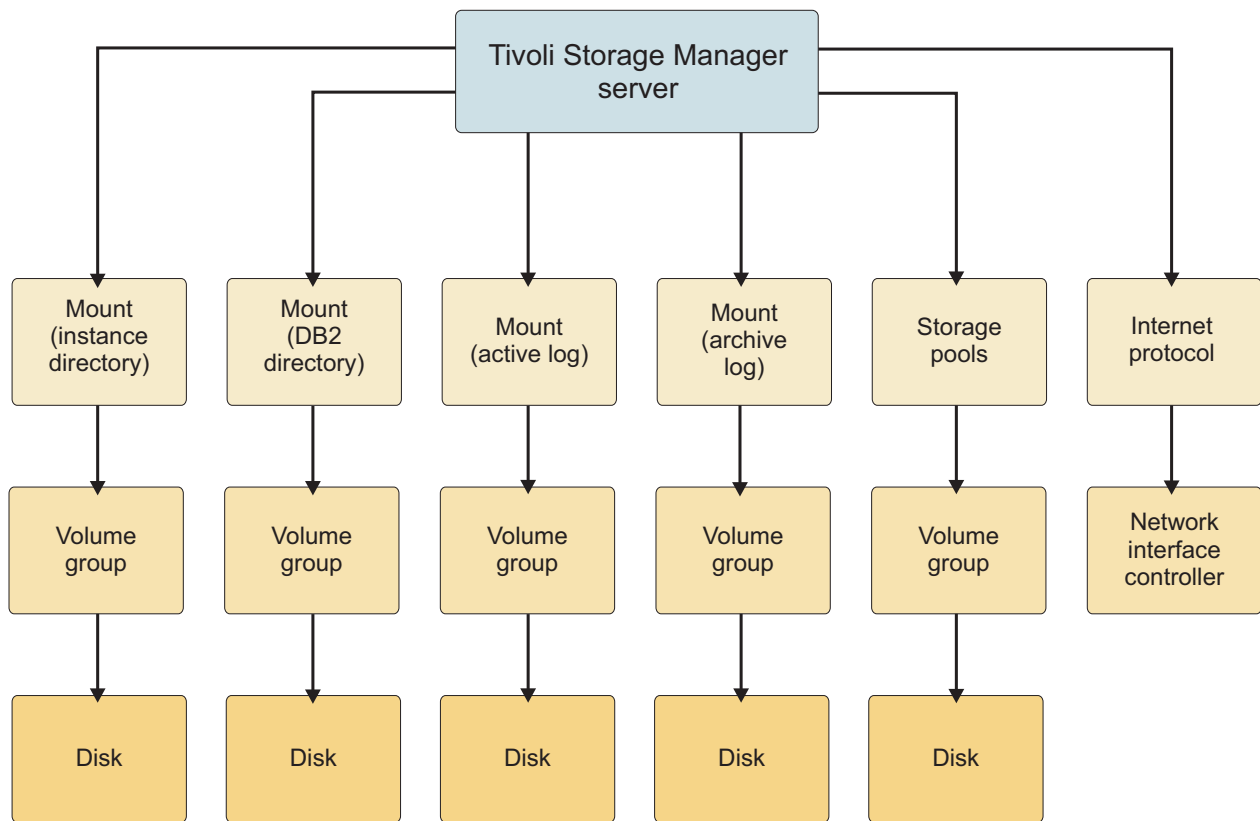 Tivoli Storage Manager
server
Mount
(instance
directory)
Mount
(DB2
directory)
Mount
(active log)
Mount
(archive
log)
Storage
pools
Internet
protocol
Volume
group
Volume
group
Volume
group
Volume
group
Volume
group
Network
interface
controller
Disk
Disk
Disk
Disk
Disk